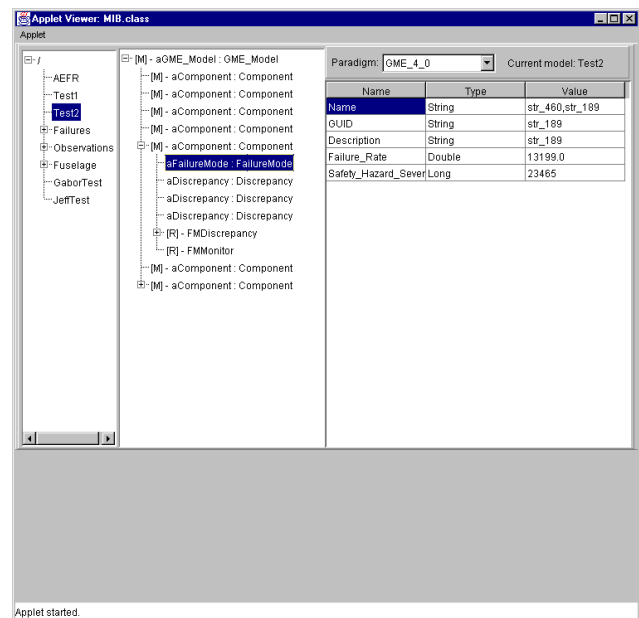 Applet Viewer: MIB.class
Applet
/
AEFR
Test1
Test2
Failures
Observations
Fuselage
GaborTest
JeffTest
[M] - aGME_Model : GME_Model
[M] - aComponent : Component
[M] - aComponent : Component
[M] - aComponent : Component
[M] - aComponent : Component
[M] - aComponent : Component
aFailureMode : FailureMode
aDiscrepancy : Discrepancy
aDiscrepancy : Discrepancy
aDiscrepancy : Discrepancy
[R] - FMDiscrepancy
[R] - FMMonitor
[M] - aComponent : Component
[M] - aComponent : Component
Paradigm: GME_4_0 Current model: Test2
Name Type Value
Name String str_460,str_189
GUID String str_189
Description String str_189
Failure_Rate Double 13199.0
Safety_Hazard_Sever Long 23465
Applet started.